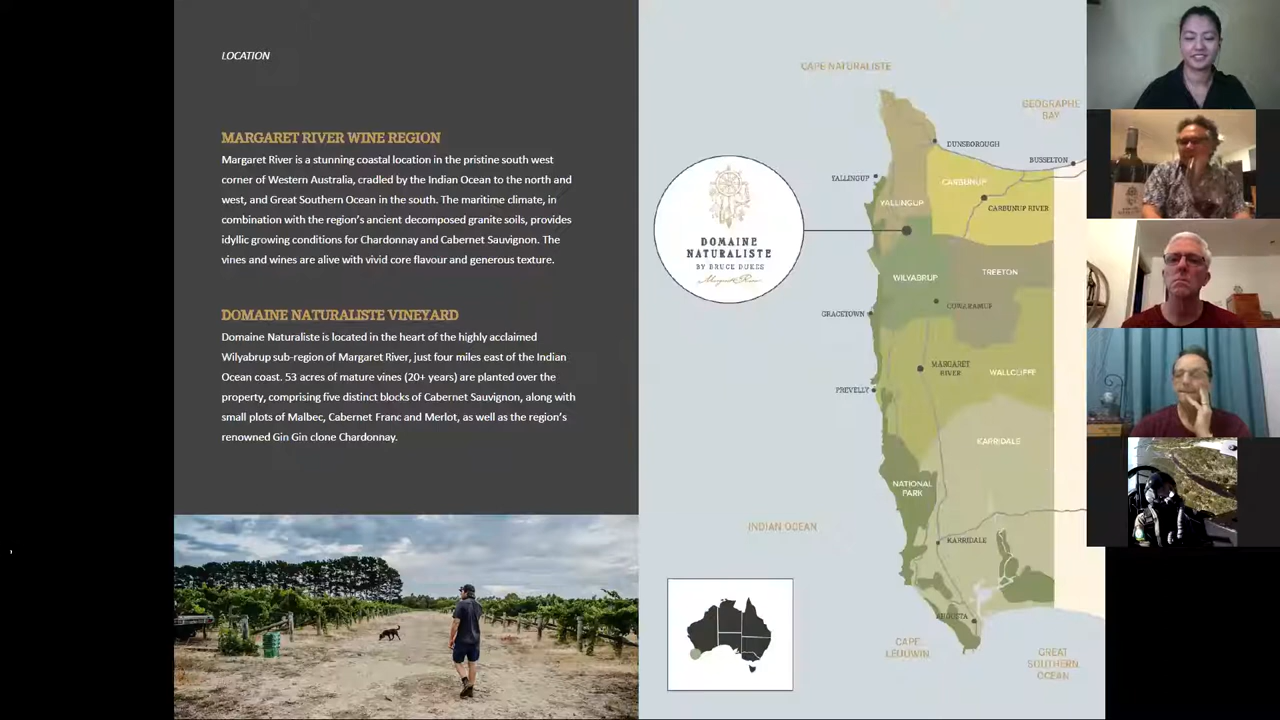 LOCATION
MARGARET RIVER WINE REGION
Margaret River is a stunning coastal location in the pristine south west
corner of Western Australia, cradled by the Indian Ocean to the north and
west, and Great Southern Ocean in the south. The maritime climate, in
combination with the region's ancient decomposed granite soils, provides
idyllic growing conditions for Chardonnay and Cabernet Sauvignon. The
vines and wines are alive with vivid core flavour and generous texture.
DOMAINE NATURALISTE VINEYARD
Domaine Naturaliste is located in the heart of the highly acclaimed
Wilyabrup sub-region of Margaret River, just four miles east of the Indian
Ocean coast. 53 acres of mature vines (20+ years) are planted over the
property, comprising five distinct blocks of Cabernet Sauvignon, along with
small plots of Malbec, Cabernet Franc and Merlot, as well as the region's
renowned Gin Gin clone Chardonnay.
CAPE NATURALISTE
GEOGRAPHE
BAY
DUNSBOROUGH
BUSSELTON
YALLINGUP
CARBUNUP
YALLINGUP
CARBUNUP RIVER
DOMAINE
NATURALISTE
BY BRUCE DUKES
Margaret River
WILYABRUP
TREETON
COWARAMUP
GRACETOWN
MARGARET
RIVER
WALLCLIFFE
PREVELLY
KARRIDALE
NATIONAL
PARK
INDIAN OCEAN
KARRIDALE
AUGUSTA
CAPE
LEEUWIN
GREAT
SOUTHERN
OCEAN